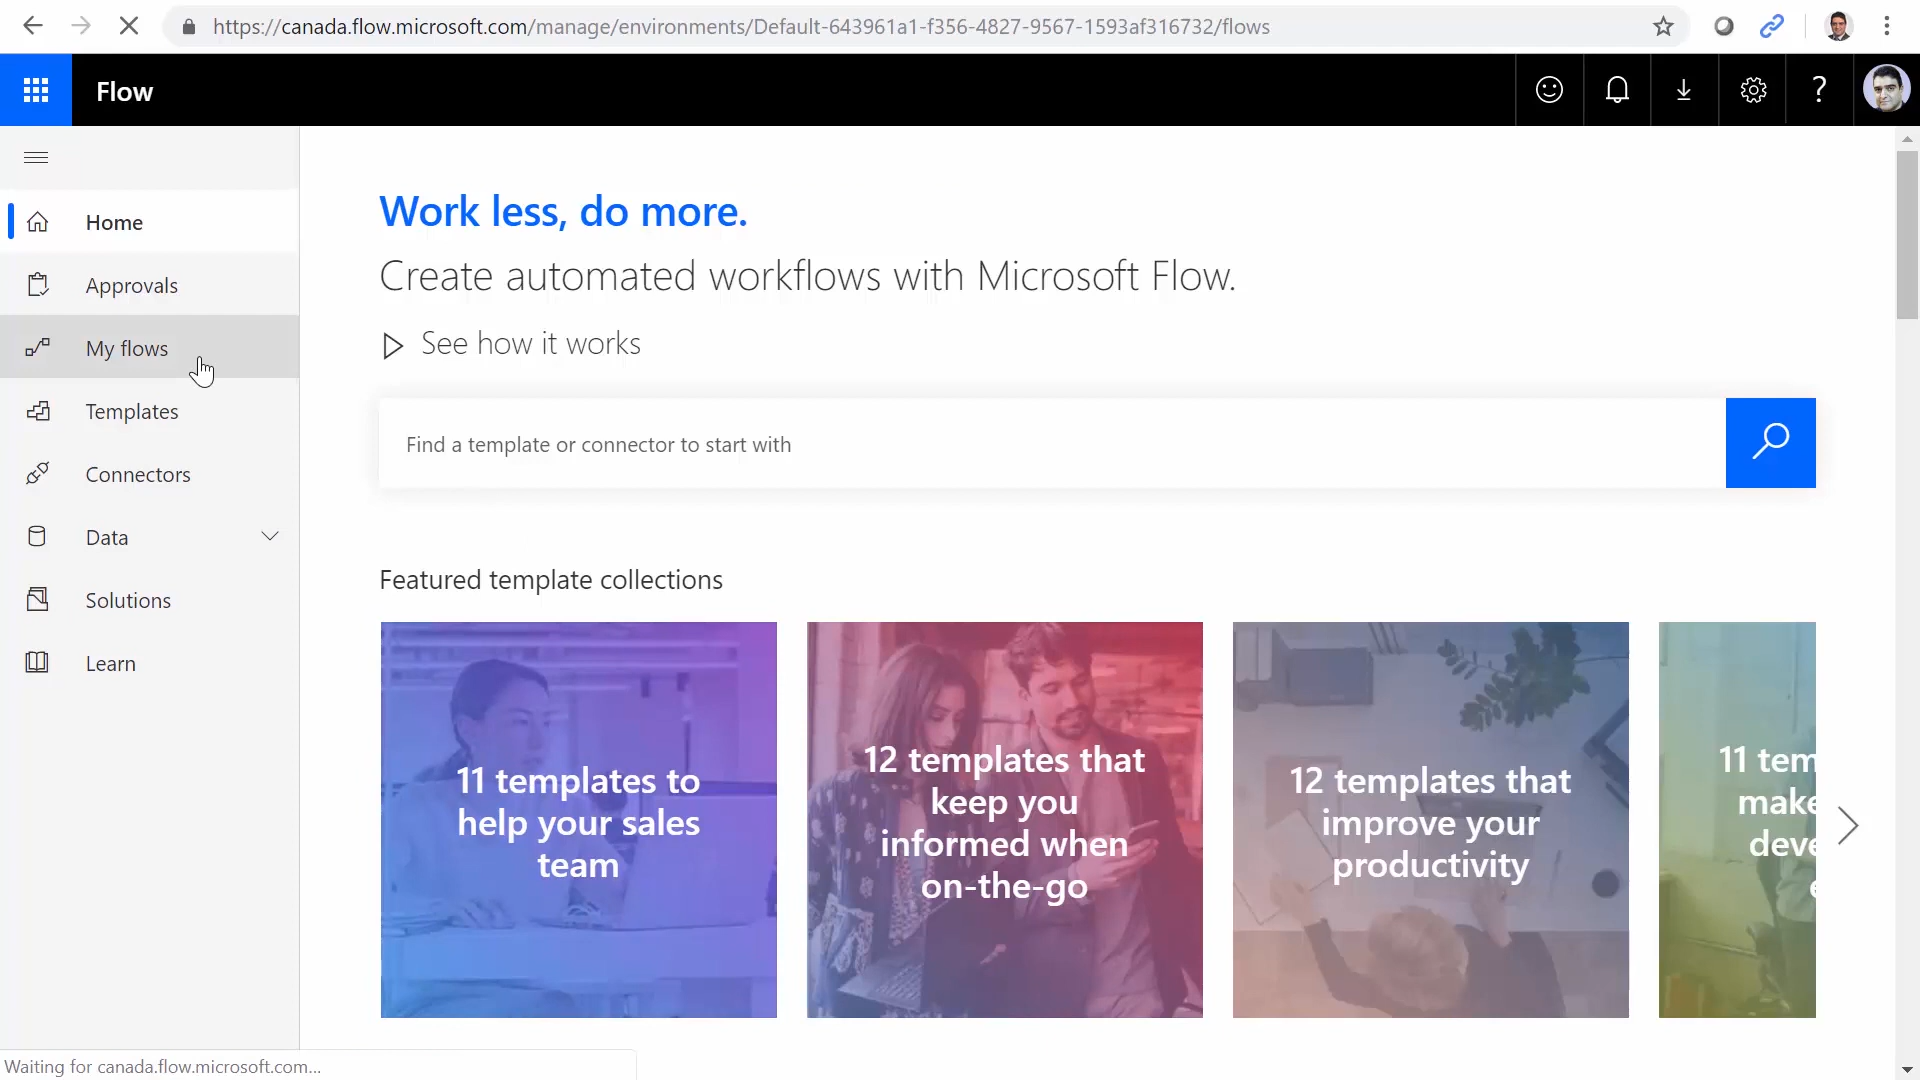 https://canada.flow.microsoft.com/manage/environments/Default-643961a1-f356-4827-9567-1593af316732/flows
Flow
Home
Approvals
My flows
Templates
Connectors
Data
Solutions
Learn
Work less, do more.
Create automated workflows with Microsoft Flow.
See how it works
Find a template or connector to start with
Featured template collections
11 templates to
help your sales
team
12 templates that
keep you
informed when
on-the-go
12 templates that
improve your
productivity
11 tem
make
deve
Waiting for canada.flow.microsoft.com...